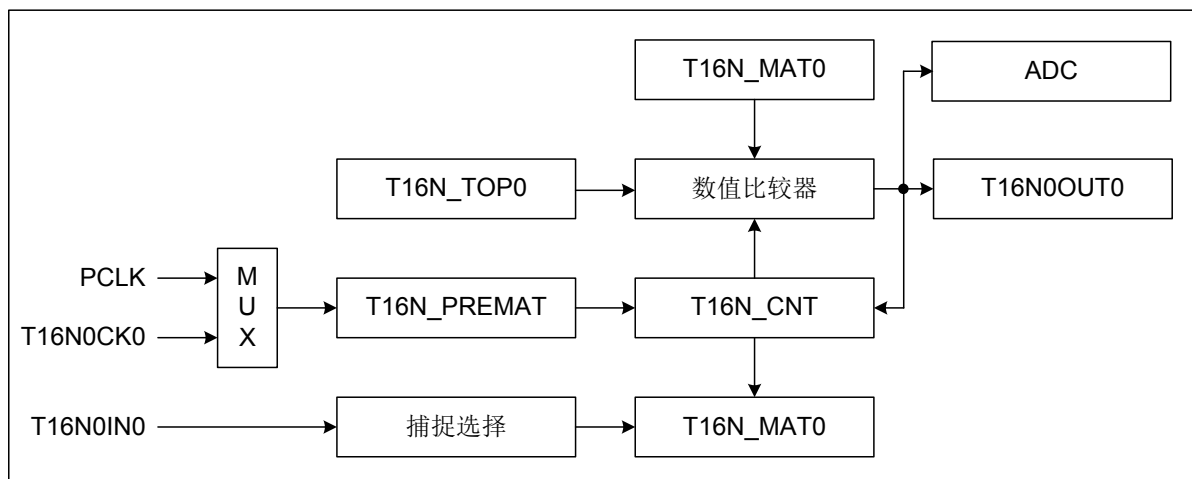 T16N_MAT0
ADC
T16N_TOP0
数值比较器
T16N0OUT0
PCLK
M
U
X
T16N_PREMAT
T16N_CNT
T16N0CK0
T16N0IN0
捕捉选择
T16N_MAT0